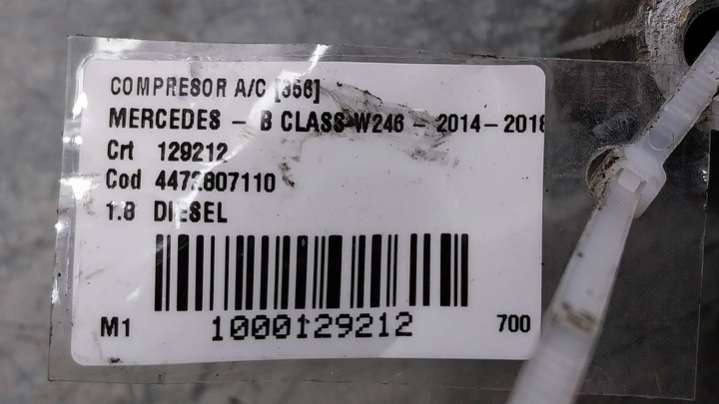 COMPRESOR A/C [356]
MERCEDES - B CLASS W246 - 2014-2018
Crt 129212
Cod 4472807110
1.8 DIESEL
M1 1000129212 700